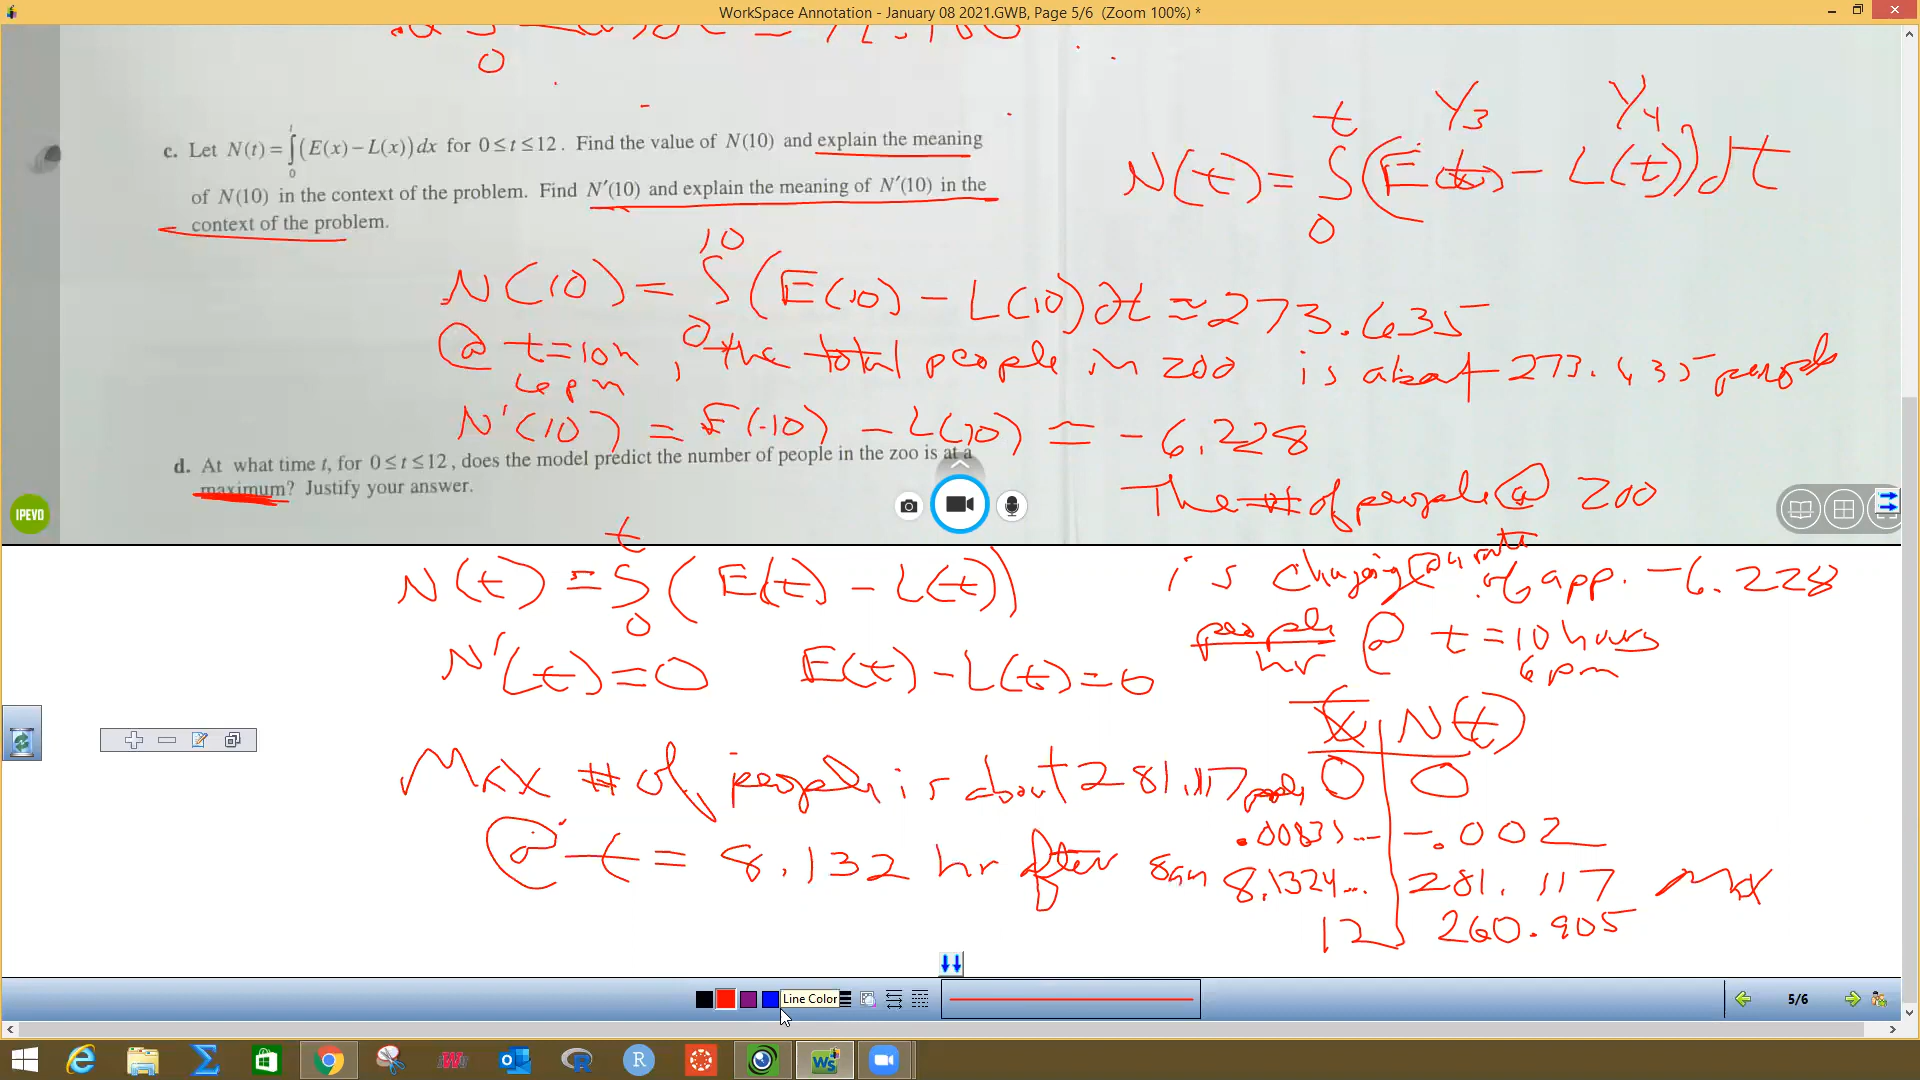 WorkSpace Annotation - January 08 2021.GWB, Page 5/6 (Zoom 100%) *
0
c. Let N(t) = ∫₀ᵗ (E(x) − L(x)) dx for 0 ≤ t ≤ 12. Find the value of N(10) and explain the meaning
of N(10) in the context of the problem. Find N′(10) and explain the meaning of N′(10) in the
context of the problem.
Y3 Y4
N(t) = ∫₀ᵗ (E(t) − L(t)) dt
N(10) = ∫₀¹⁰ (E(10) − L(10)) dt ≈ 273.635
@ t=10h, the total people in zoo is about 273.635 people
6pm
N'(10) = E(10) − L(10) = −6.228
d. At what time t, for 0 ≤ t ≤ 12, does the model predict the number of people in the zoo is at a
maximum? Justify your answer.
The # of people @ zoo
is changing @ a rate of app. −6.228
people/hr @ t = 10 hours
6pm
IPEVO
N(t) = ∫₀ᵗ (E(t) − L(t))
N'(t) = 0 E(t) − L(t) = 0
Max # of people is about 281.117 people
@ t = 8.132 hr after 8am
t N(t)
0 0
.00833... −.002
8.1324... 281.117 Max
12 260.905
Line Color
5/6